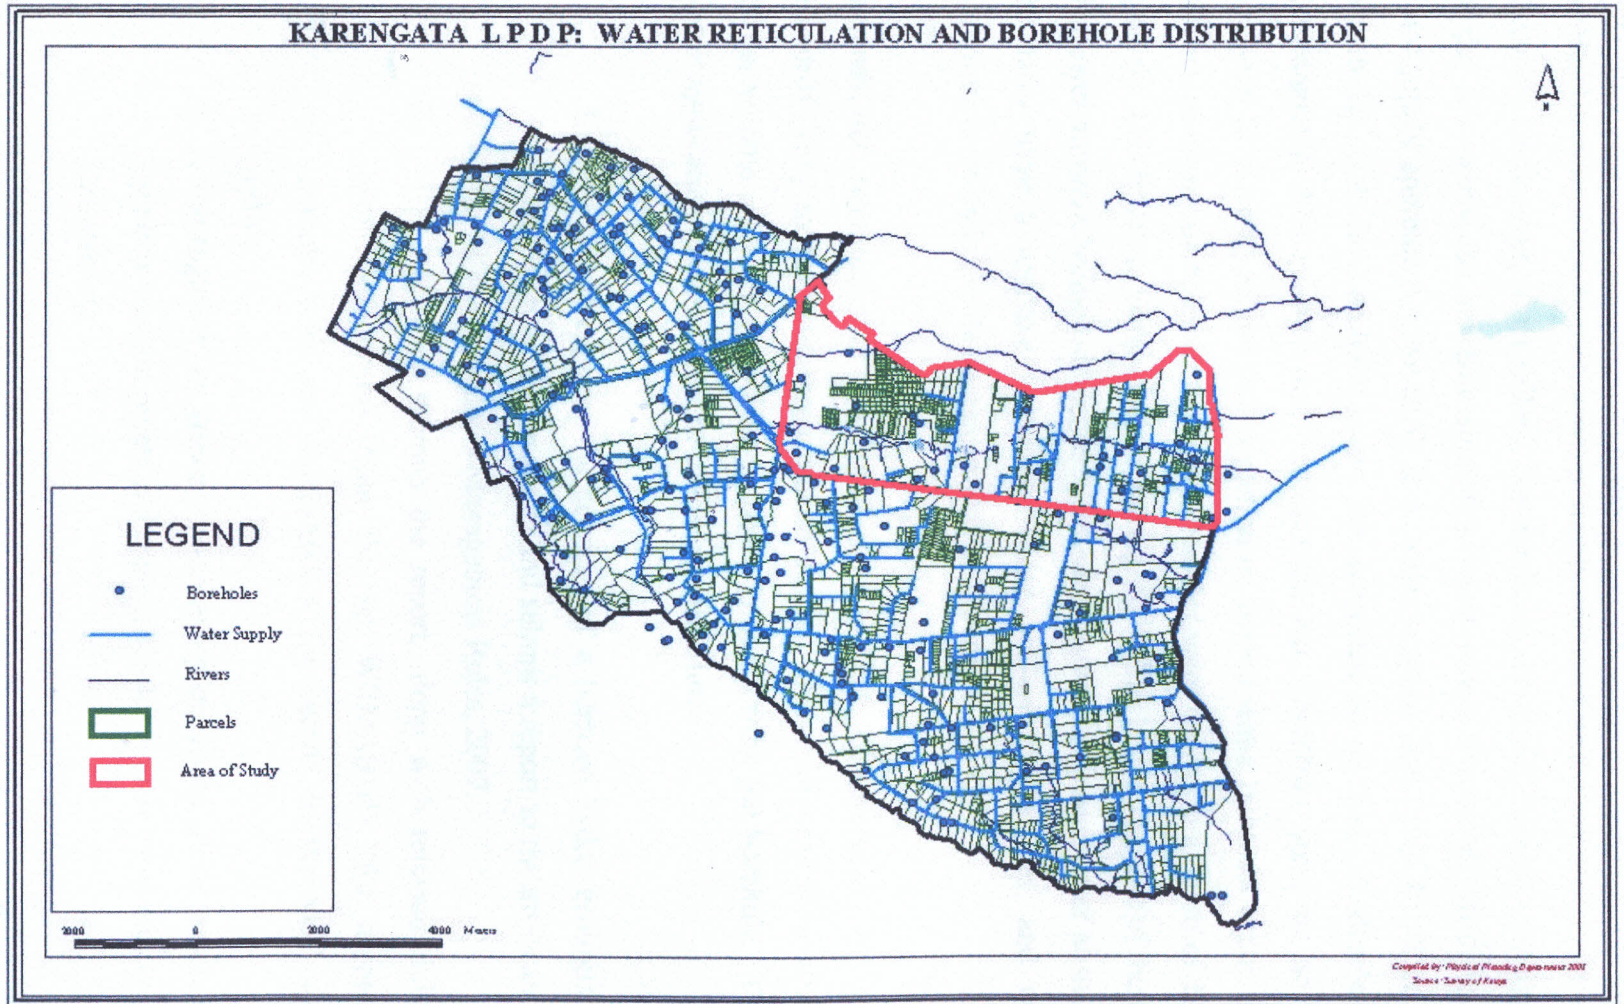 KARENGATA L P D P: WATER RETICULATION AND BOREHOLE DISTRIBUTION
N
LEGEND
Boreholes
Water Supply
Rivers
Parcels
Area of Study
2000 0 2000 4000 Meters
Compiled by: Physical Planning Department
Source: Survey of Kenya